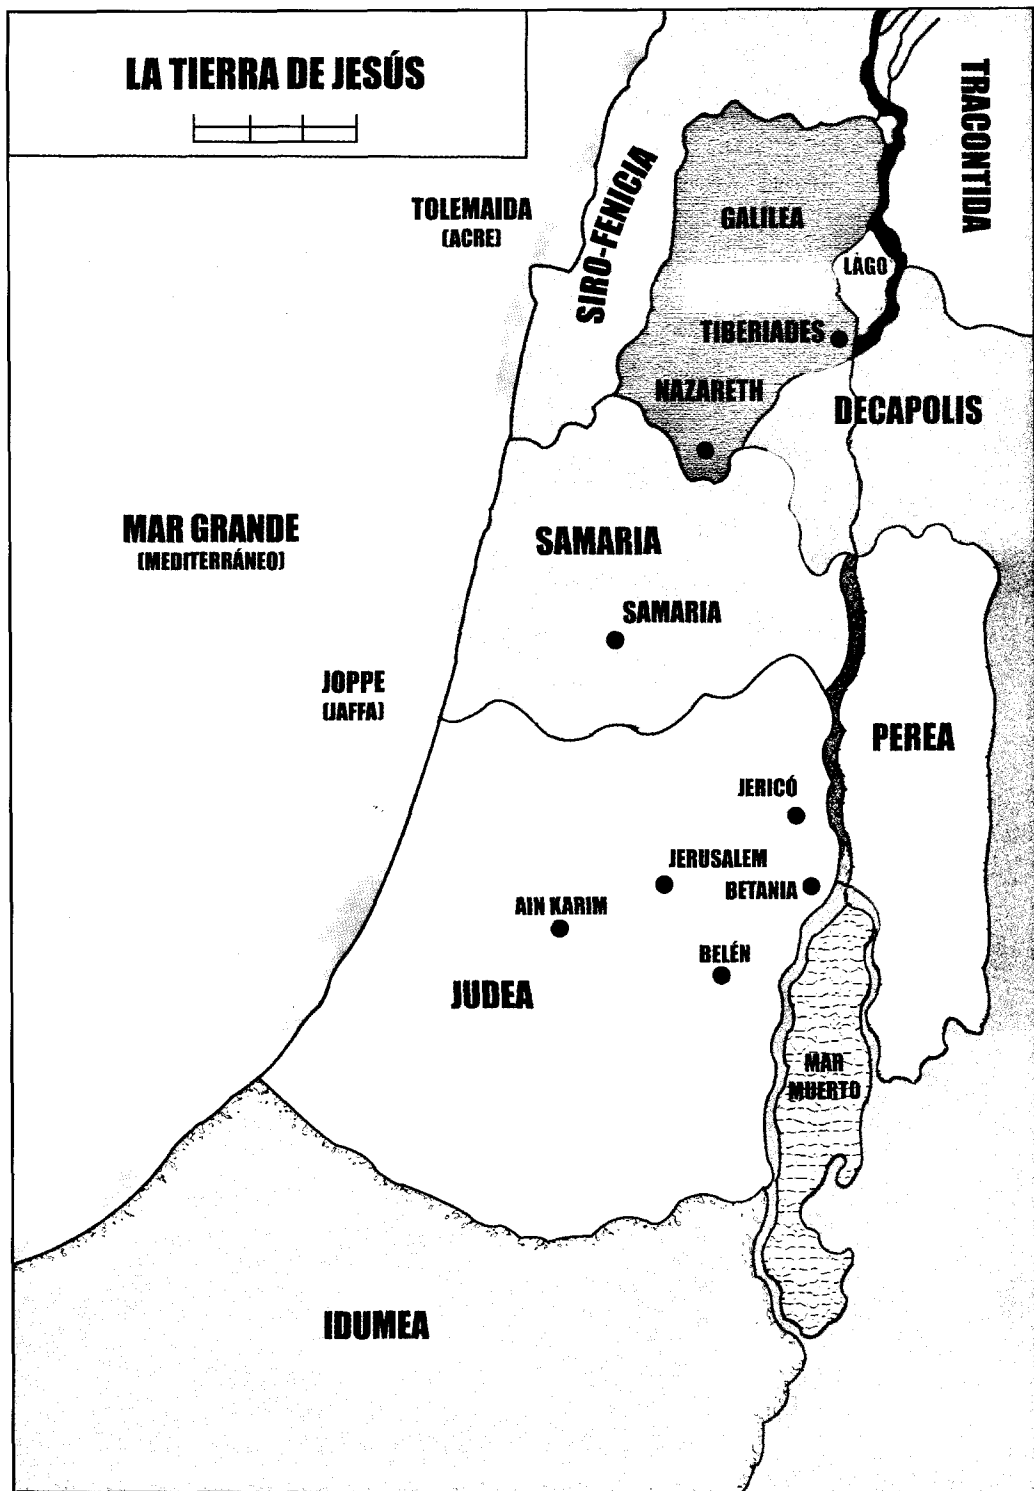 LA TIERRA DE JESÚS
TRACONTIDA
TOLEMAIDA
(ACRE)
SIRO-FENICIA
GALILEA
LAGO
TIBERIADES
NAZARETH
DECAPOLIS
MAR GRANDE
(MEDITERRÁNEO)
SAMARIA
SAMARIA
JOPPE
(JAFFA)
PEREA
JERICÓ
JERUSALEM
BETANIA
AIN KARIM
BELÉN
JUDEA
MAR
MUERTO
IDUMEA